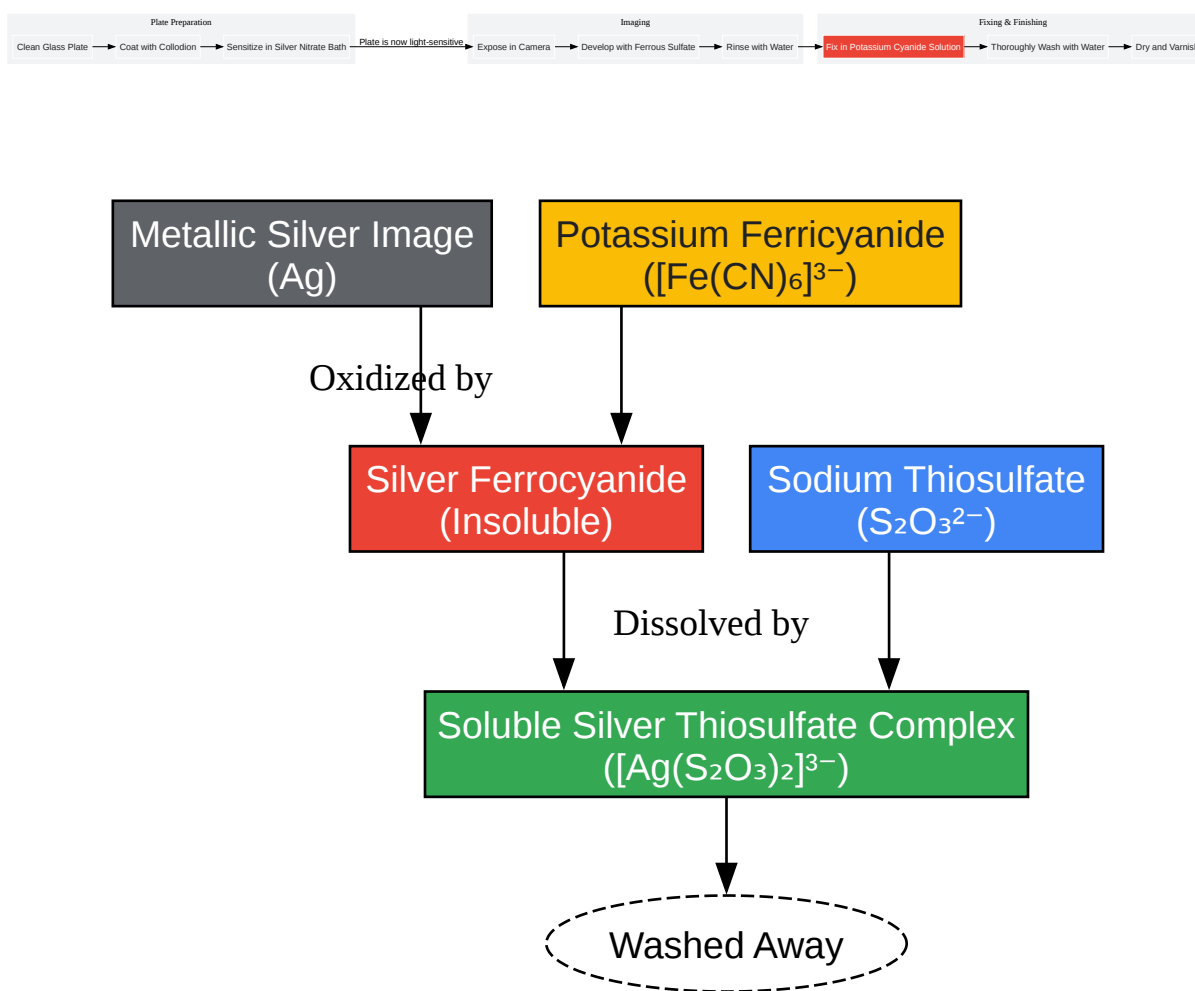 Plate Preparation
Imaging
Fixing & Finishing
Clean Glass Plate
Coat with Collodion
Sensitize in Silver Nitrate Bath
Plate is now light-sensitive
Expose in Camera
Develop with Ferrous Sulfate
Rinse with Water
Fix in Potassium Cyanide Solution
Thoroughly Wash with Water
Dry and Varnish
Metallic Silver Image
(Ag)
Potassium Ferricyanide
([Fe(CN)₆]³⁻)
Oxidized by
Silver Ferrocyanide
(Insoluble)
Sodium Thiosulfate
(S₂O₃²⁻)
Dissolved by
Soluble Silver Thiosulfate Complex
([Ag(S₂O₃)₂]³⁻)
Washed Away